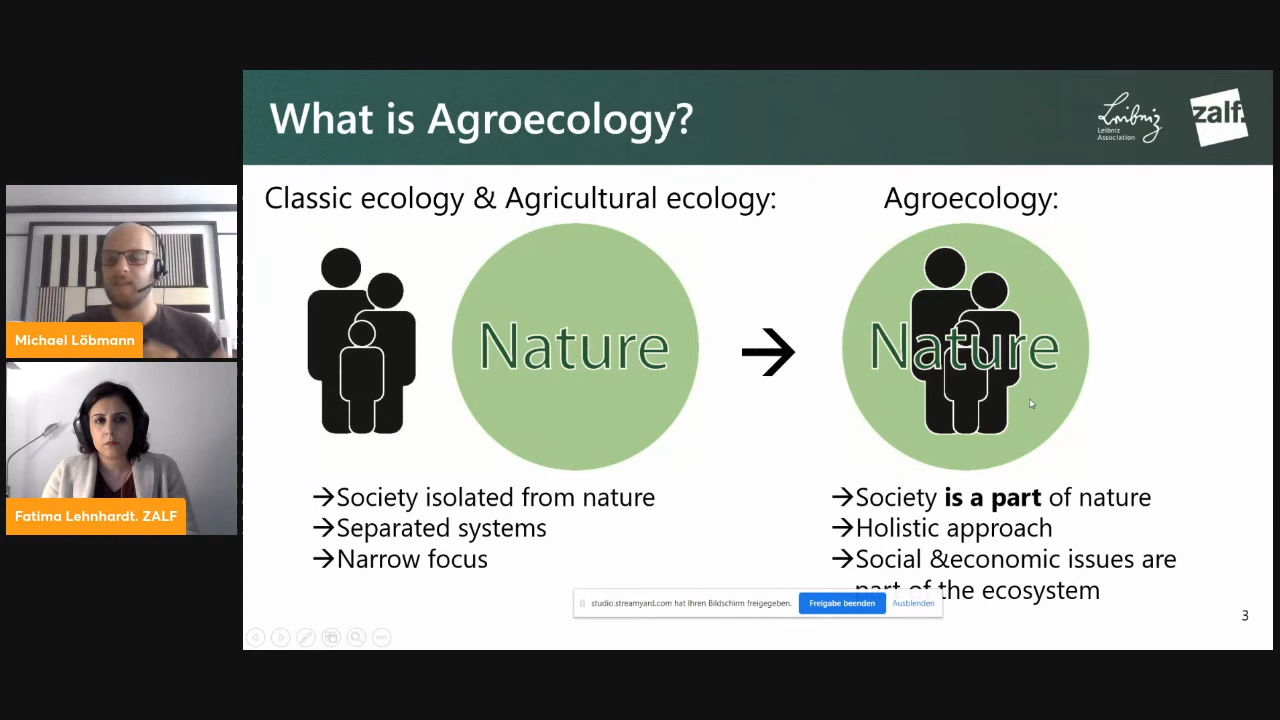 What is Agroecology?
Leibniz
Leibniz
Association
zalf.
Classic ecology & Agricultural ecology:
Agroecology:
Nature
→
Nature
→Society isolated from nature
→Separated systems
→Narrow focus
→Society is a part of nature
→Holistic approach
→Social &economic issues are
part of the ecosystem
studio.streamyard.com hat Ihren Bildschirm freigegeben.
Freigabe beenden
Ausblenden
3
Michael Löbmann
Fatima Lehnhardt. ZALF